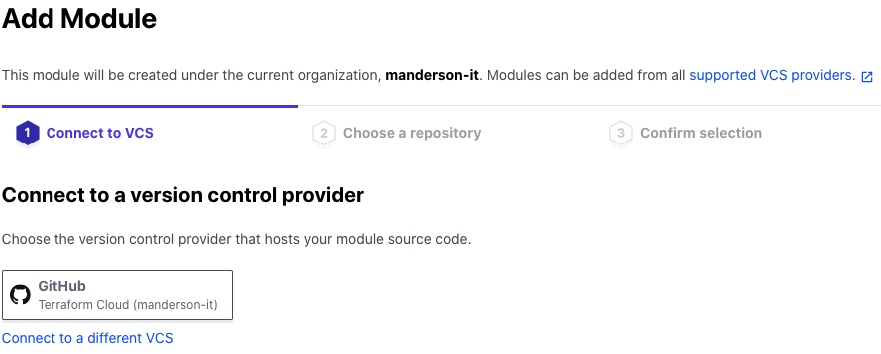 Add Module
This module will be created under the current organization, manderson-it. Modules can be added from all supported VCS providers.
1 Connect to VCS
2 Choose a repository
3 Confirm selection
Connect to a version control provider
Choose the version control provider that hosts your module source code.
GitHub
Terraform Cloud (manderson-it)
Connect to a different VCS